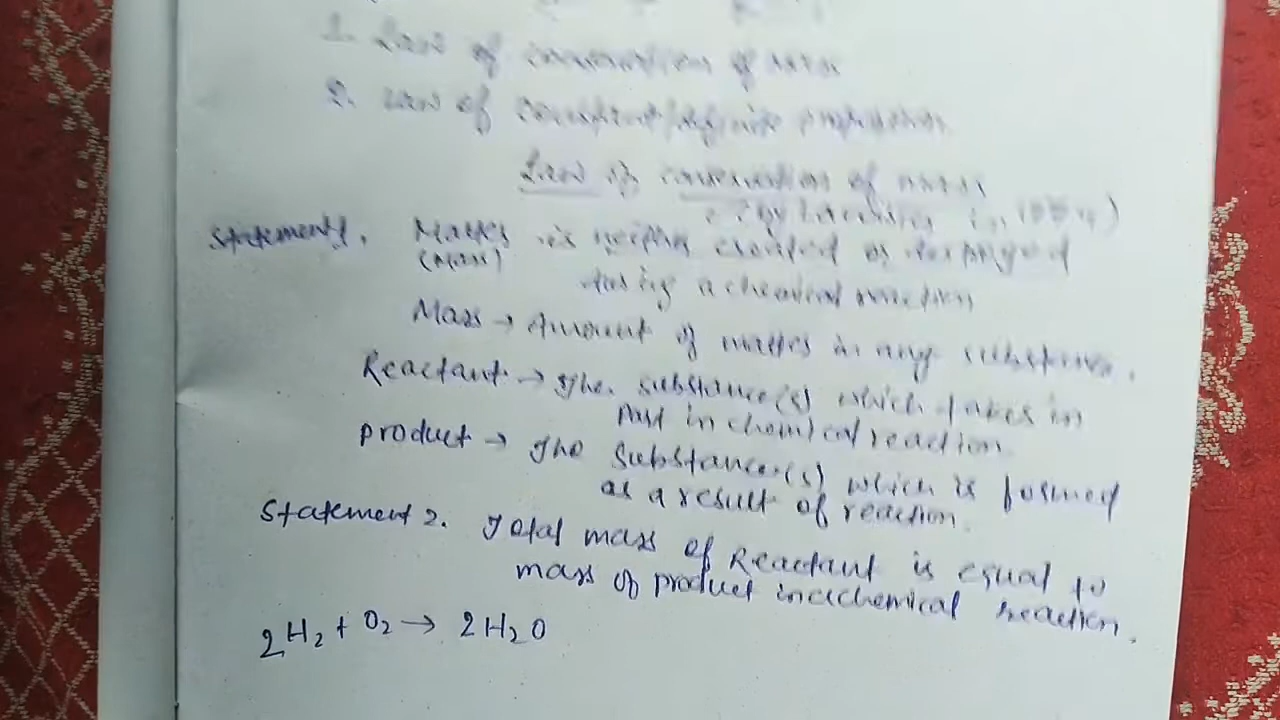 1. Law of conservation of mass
2. Law of constant/definite proportion
Law of conservation of mass
Statement 1. Matter is neither created or destroyed
(Mass)
during a chemical reaction
Mass → Amount of matter in any substance.
Reactant → The substance(s) which takes in
part in chemical reaction.
product → The substance(s) which is formed
as a result of reaction.
Statement 2. Total mass of Reactant is equal to
mass of product in a chemical reaction.
2H₂ + O₂ → 2H₂O